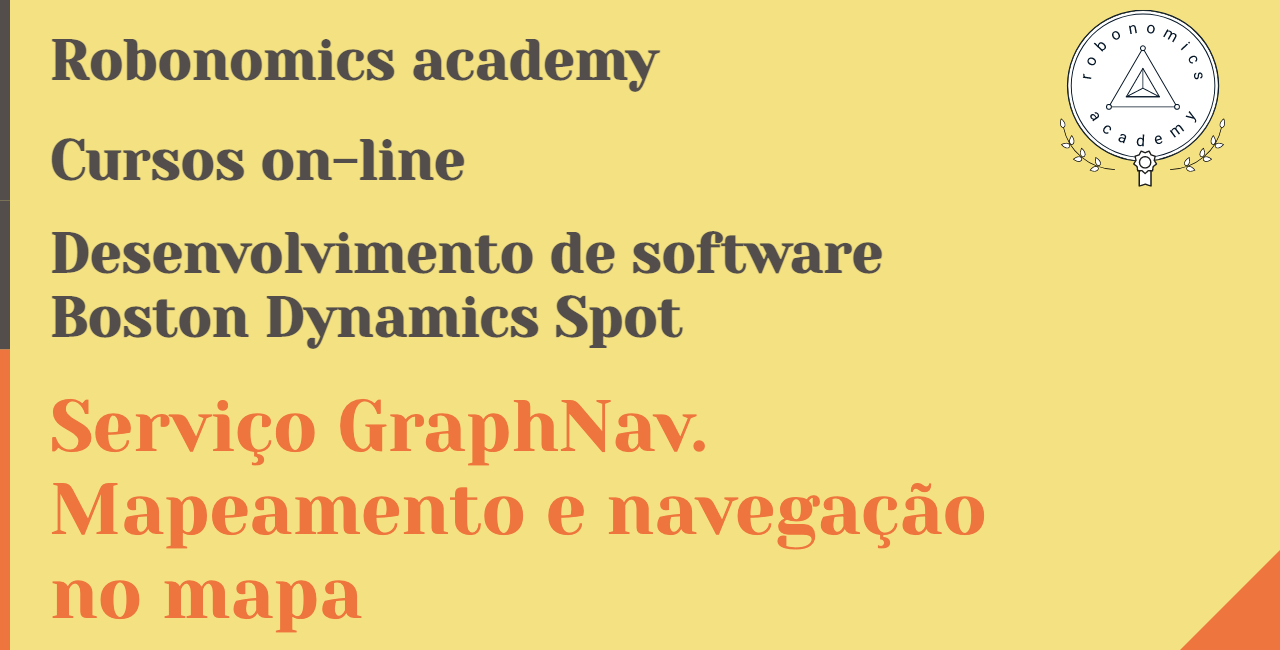 Robonomics academy
robonomics
academy
Cursos on-line
Desenvolvimento de software
Boston Dynamics Spot
Serviço GraphNav.
Mapeamento e navegação
no mapa